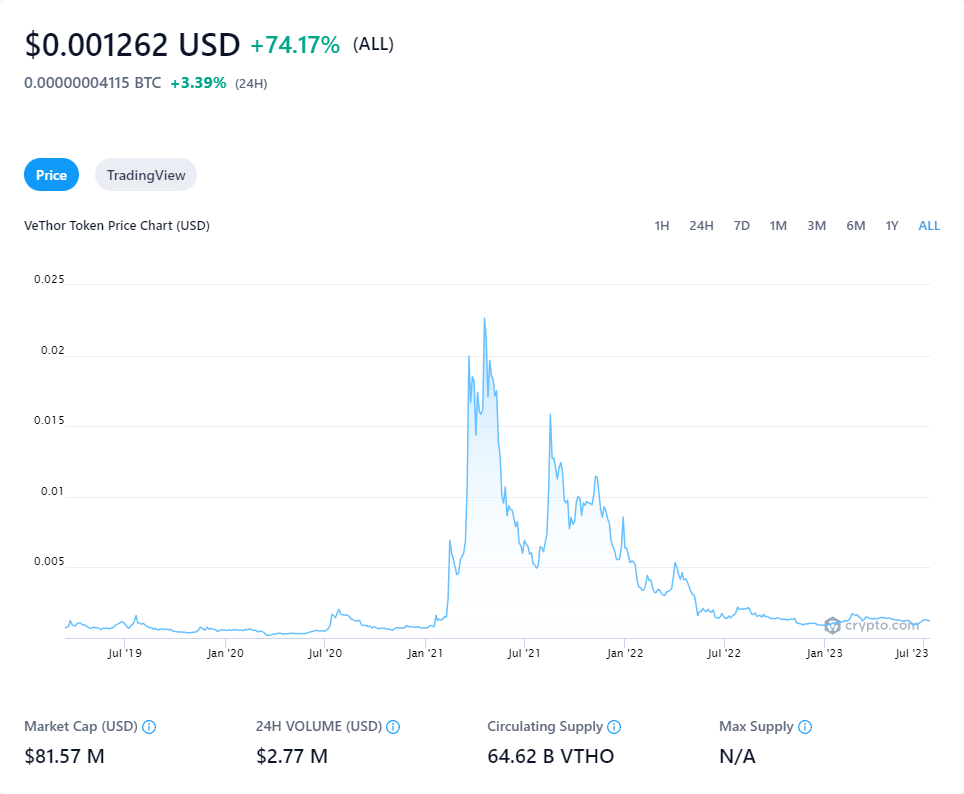 $0.001262 USD +74.17% (ALL)
0.00000004115 BTC +3.39% (24H)
Price TradingView
VeThor Token Price Chart (USD) 1H 24H 7D 1M 3M 6M 1Y ALL
0.025
0.02
0.015
0.01
0.005
crypto.com
Jul '19 Jan '20 Jul '20 Jan '21 Jul '21 Jan '22 Jul '22 Jan '23 Jul '23
Market Cap (USD) 24H VOLUME (USD) Circulating Supply Max Supply
$81.57 M $2.77 M 64.62 B VTHO N/A